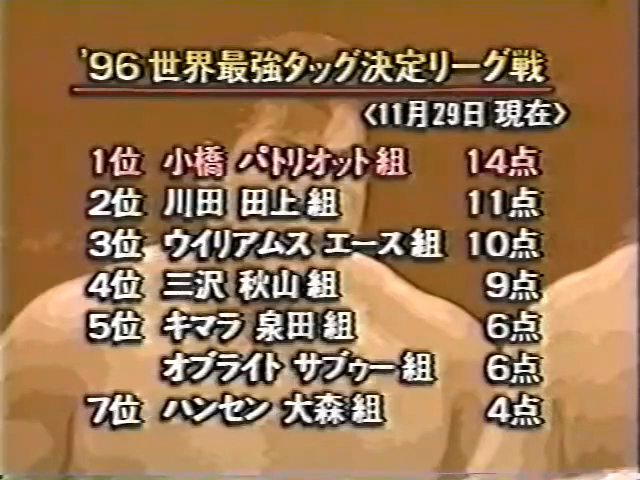 '96 世界最強タッグ決定リーグ戦
〈11月29日 現在〉
1位 小橋 パトリオット組 14点
2位 川田 田上組 11点
3位 ウイリアムス エース組 10点
4位 三沢 秋山組 9点
5位 キマラ 泉田組 6点
オブライト サブゥー組 6点
7位 ハンセン 大森組 4点